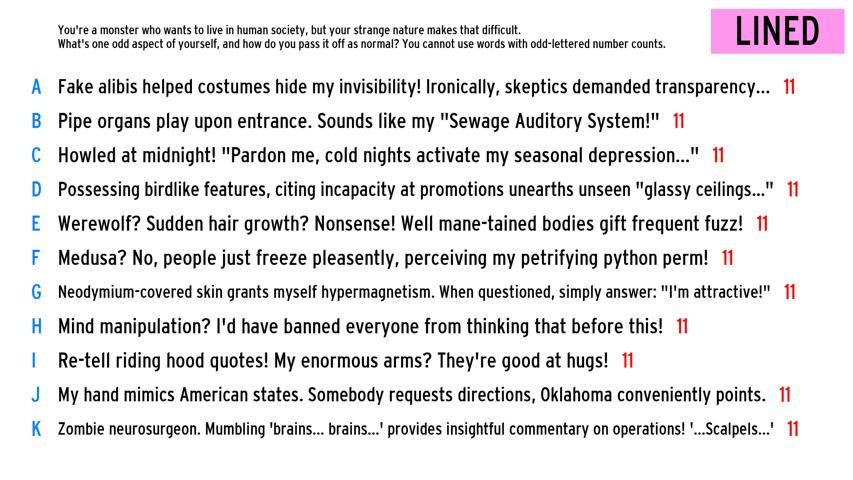 You're a monster who wants to live in human society, but your strange nature makes that difficult.
What's one odd aspect of yourself, and how do you pass it off as normal? You cannot use words with odd-lettered number counts.
LINED
A Fake alibis helped costumes hide my invisibility! Ironically, skeptics demanded transparency... 11
B Pipe organs play upon entrance. Sounds like my "Sewage Auditory System!" 11
C Howled at midnight! "Pardon me, cold nights activate my seasonal depression..." 11
D Possessing birdlike features, citing incapacity at promotions unearths unseen "glassy ceilings..." 11
E Werewolf? Sudden hair growth? Nonsense! Well mane-tained bodies gift frequent fuzz! 11
F Medusa? No, people just freeze pleasently, perceiving my petrifying python perm! 11
G Neodymium-covered skin grants myself hypermagnetism. When questioned, simply answer: "I'm attractive!" 11
H Mind manipulation? I'd have banned everyone from thinking that before this! 11
I Re-tell riding hood quotes! My enormous arms? They're good at hugs! 11
J My hand mimics American states. Somebody requests directions, Oklahoma conveniently points. 11
K Zombie neurosurgeon. Mumbling 'brains... brains...' provides insightful commentary on operations! '...Scalpels...' 11